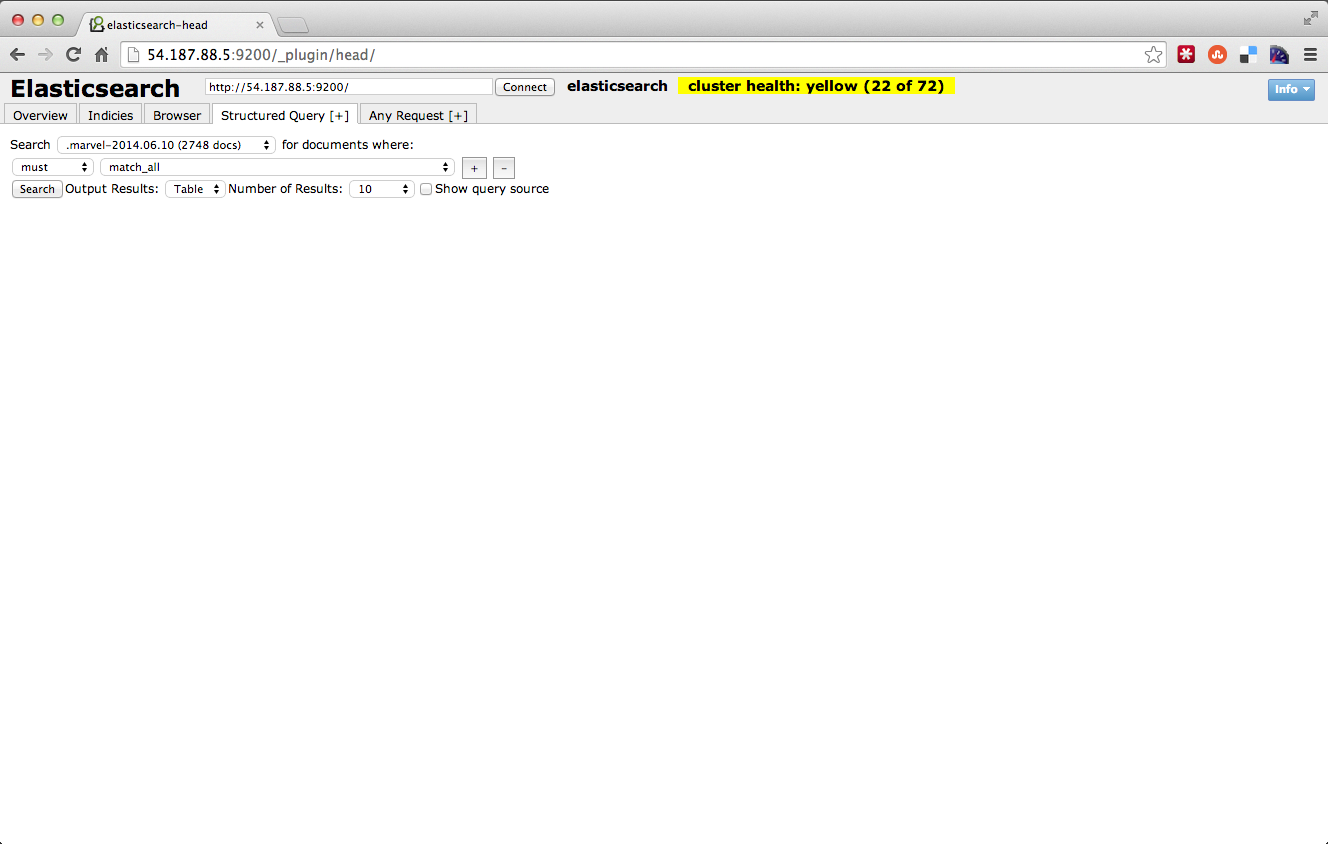 elasticsearch-head
54.187.88.5:9200/_plugin/head/
Elasticsearch http://54.187.88.5:9200/ Connect elasticsearch cluster health: yellow (22 of 72) Info
Overview Indicies Browser Structured Query [+] Any Request [+]
Search .marvel-2014.06.10 (2748 docs) for documents where:
must match_all + -
Search Output Results: Table Number of Results: 10 Show query source